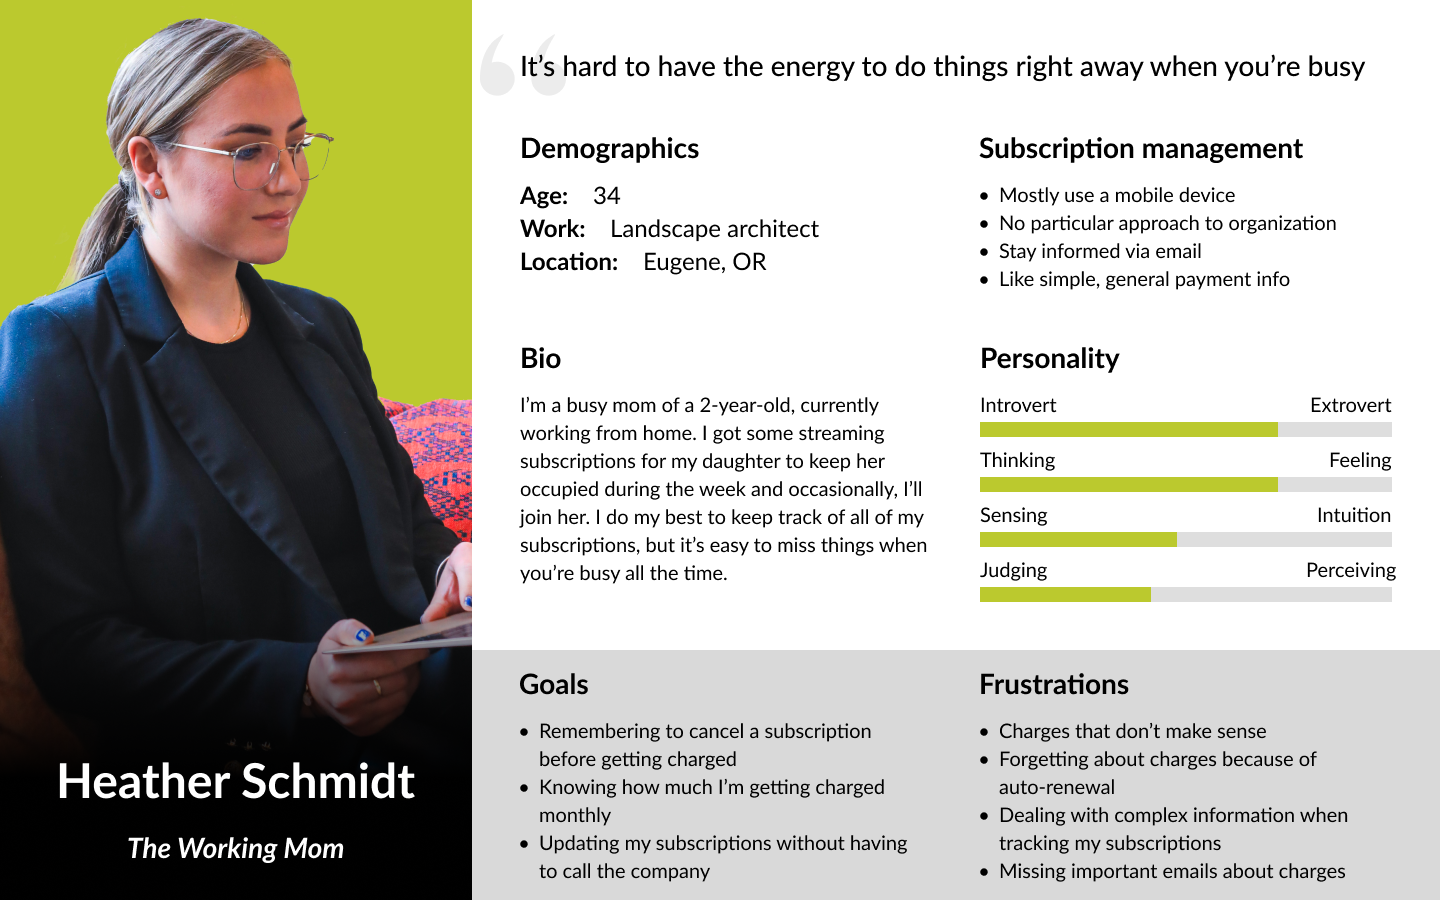 “
It’s hard to have the energy to do things right away when you’re busy
Demographics
Age: 34
Work: Landscape architect
Location: Eugene, OR
Subscription management
• Mostly use a mobile device
• No particular approach to organization
• Stay informed via email
• Like simple, general payment info
Bio
I’m a busy mom of a 2-year-old, currently
working from home. I got some streaming
subscriptions for my daughter to keep her
occupied during the week and occasionally, I’ll
join her. I do my best to keep track of all of my
subscriptions, but it’s easy to miss things when
you’re busy all the time.
Personality
Introvert Extrovert
Thinking Feeling
Sensing Intuition
Judging Perceiving
Goals
• Remembering to cancel a subscription
before getting charged
• Knowing how much I’m getting charged
monthly
• Updating my subscriptions without having
to call the company
Frustrations
• Charges that don’t make sense
• Forgetting about charges because of
auto-renewal
• Dealing with complex information when
tracking my subscriptions
• Missing important emails about charges
Heather Schmidt
The Working Mom